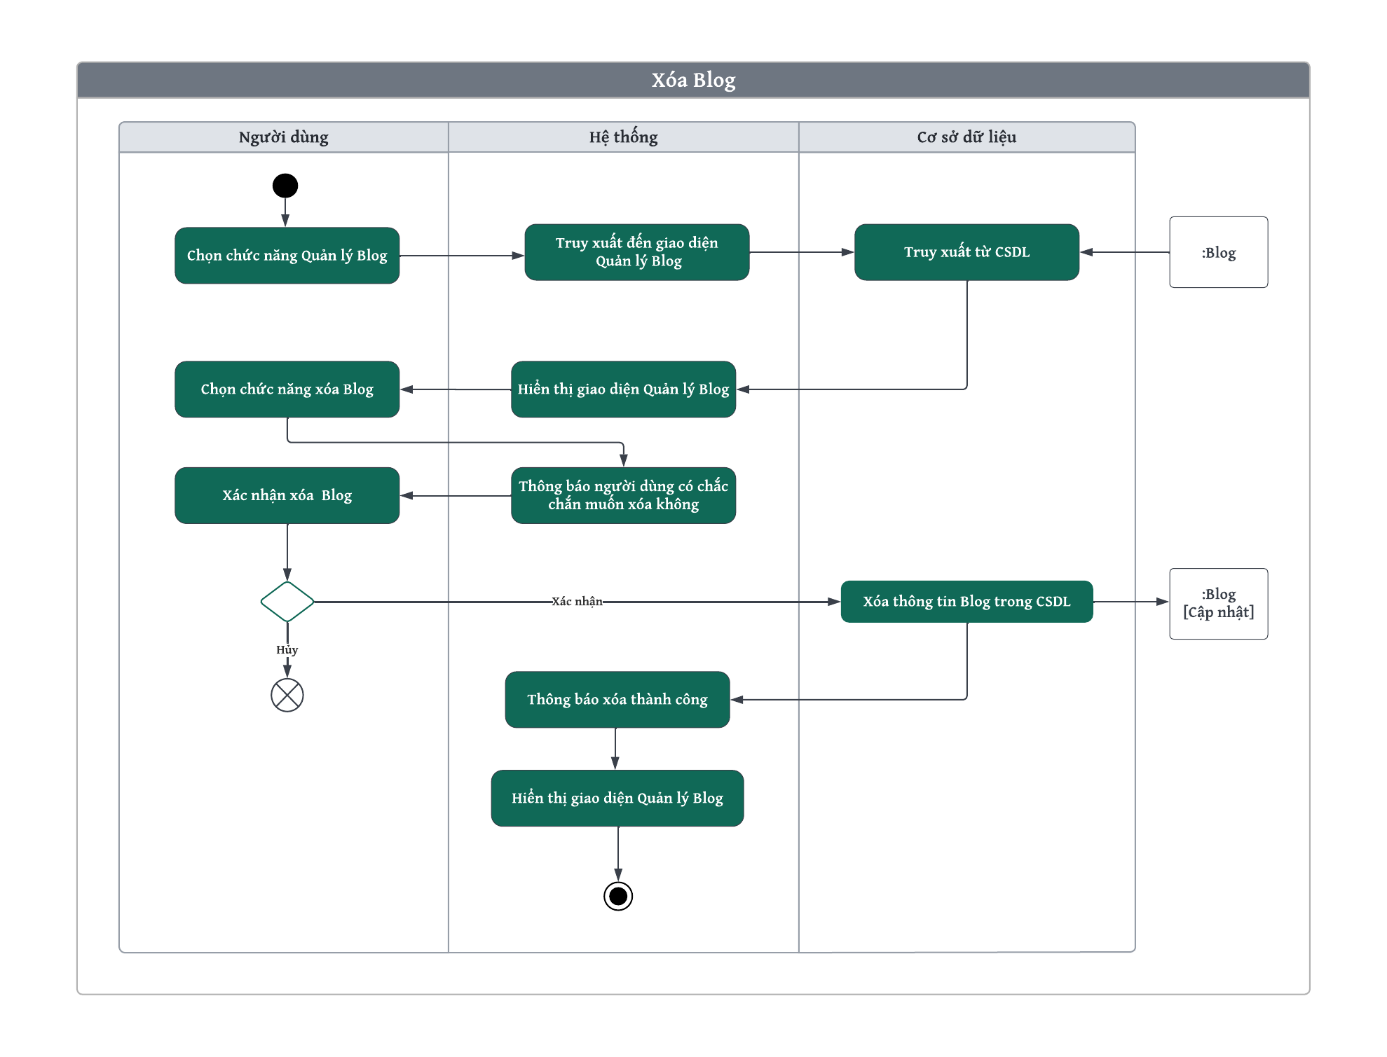 Xóa Blog
Người dùng
Hệ thống
Cơ sở dữ liệu
Chọn chức năng Quản lý Blog
Truy xuất đến giao diện
Quản lý Blog
Truy xuất từ CSDL
:Blog
Chọn chức năng xóa Blog
Hiển thị giao diện Quản lý Blog
Xác nhận xóa  Blog
Thông báo người dùng có chắc
chắn muốn xóa không
Xác nhận
Xóa thông tin Blog trong CSDL
:Blog
[Cập nhật]
Hủy
Thông báo xóa thành công
Hiển thị giao diện Quản lý Blog